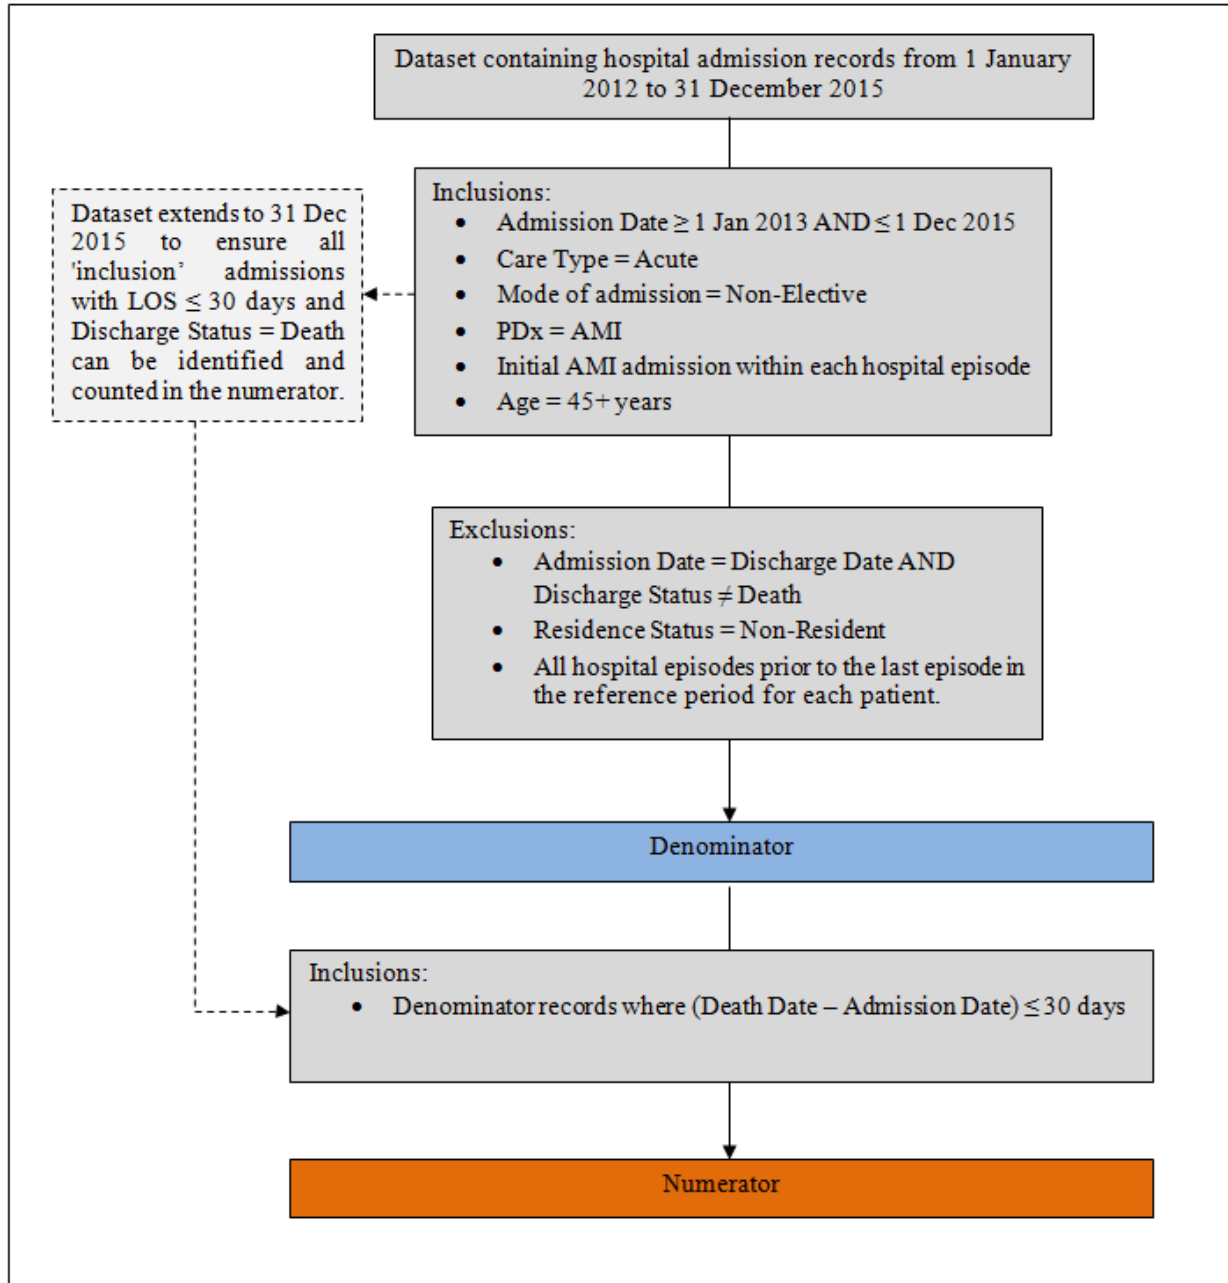 Dataset containing hospital admission records from 1 January
2012 to 31 December 2015
Dataset extends to 31 Dec
2015 to ensure all
'inclusion’ admissions
with LOS ≤ 30 days and
Discharge Status = Death
can be identified and
counted in the numerator.
Inclusions:
• Admission Date ≥ 1 Jan 2013 AND ≤ 1 Dec 2015
• Care Type = Acute
• Mode of admission = Non-Elective
• PDx = AMI
• Initial AMI admission within each hospital episode
• Age = 45+ years
Exclusions:
• Admission Date = Discharge Date AND
Discharge Status ≠ Death
• Residence Status = Non-Resident
• All hospital episodes prior to the last episode in
the reference period for each patient.
Denominator
Inclusions:
• Denominator records where (Death Date – Admission Date) ≤ 30 days
Numerator